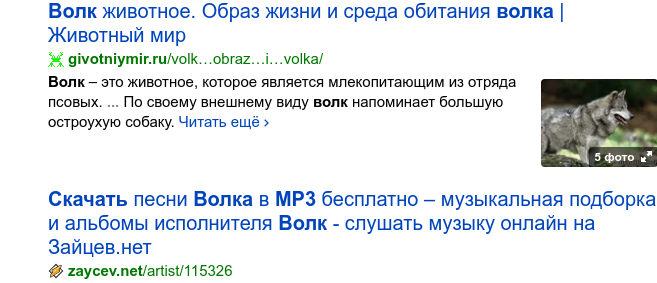 Волк животное. Образ жизни и среда обитания волка |
Животный мир
givotniymir.ru/volk…obraz…i…volka/
Волк – это животное, которое является млекопитающим из отряда
псовых. ... По своему внешнему виду волк напоминает большую
остроухую собаку. Читать ещё ›
5 фото
Скачать песни Волка в MP3 бесплатно – музыкальная подборка
и альбомы исполнителя Волк - слушать музыку онлайн на
Зайцев.нет
zaycev.net/artist/115326